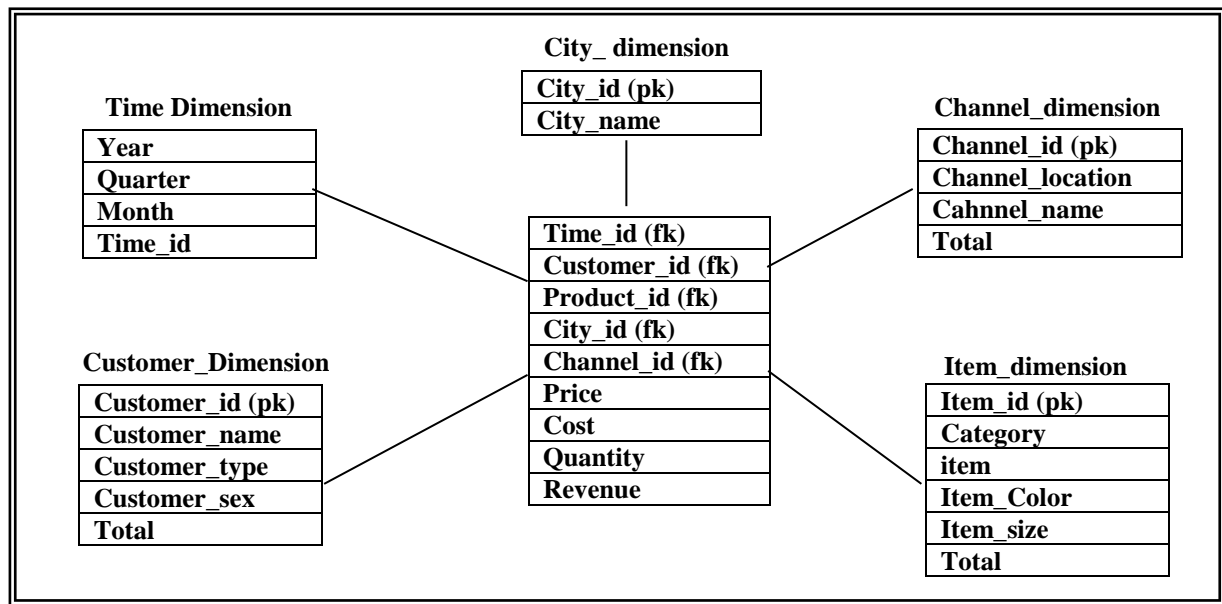 City_ dimension
City_id (pk)
City_name
Time Dimension
Year
Quarter
Month
Time_id
Channel_dimension
Channel_id (pk)
Channel_location
Cahnnel_name
Total
Time_id (fk)
Customer_id (fk)
Product_id (fk)
City_id (fk)
Channel_id (fk)
Price
Cost
Quantity
Revenue
Customer_Dimension
Customer_id (pk)
Customer_name
Customer_type
Customer_sex
Total
Item_dimension
Item_id (pk)
Category
item
Item_Color
Item_size
Total